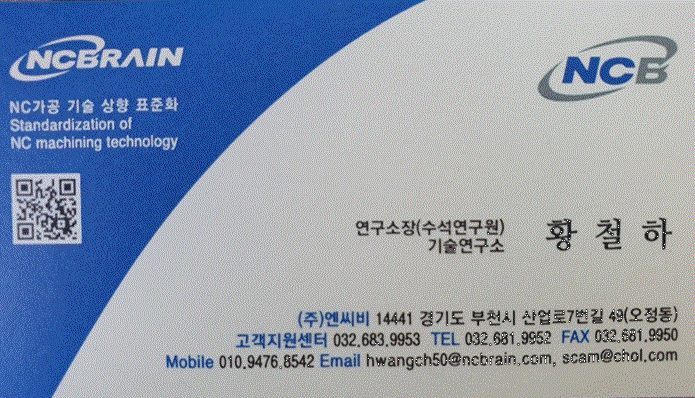 NCBRAIN
NC가공 기술 상향 표준화
Standardization of
NC machining technology
NCB
연구소장(수석연구원)
기술연구소
황 철 하
(주)엔씨비 14441 경기도 부천시 산업로7번길 49(오정동)
고객지원센터 032.683.9953 TEL 032.681.9952 FAX 032.681.9950
Mobile 010.9476.8542 Email hwangch50@ncbrain.com, scam@chol.com